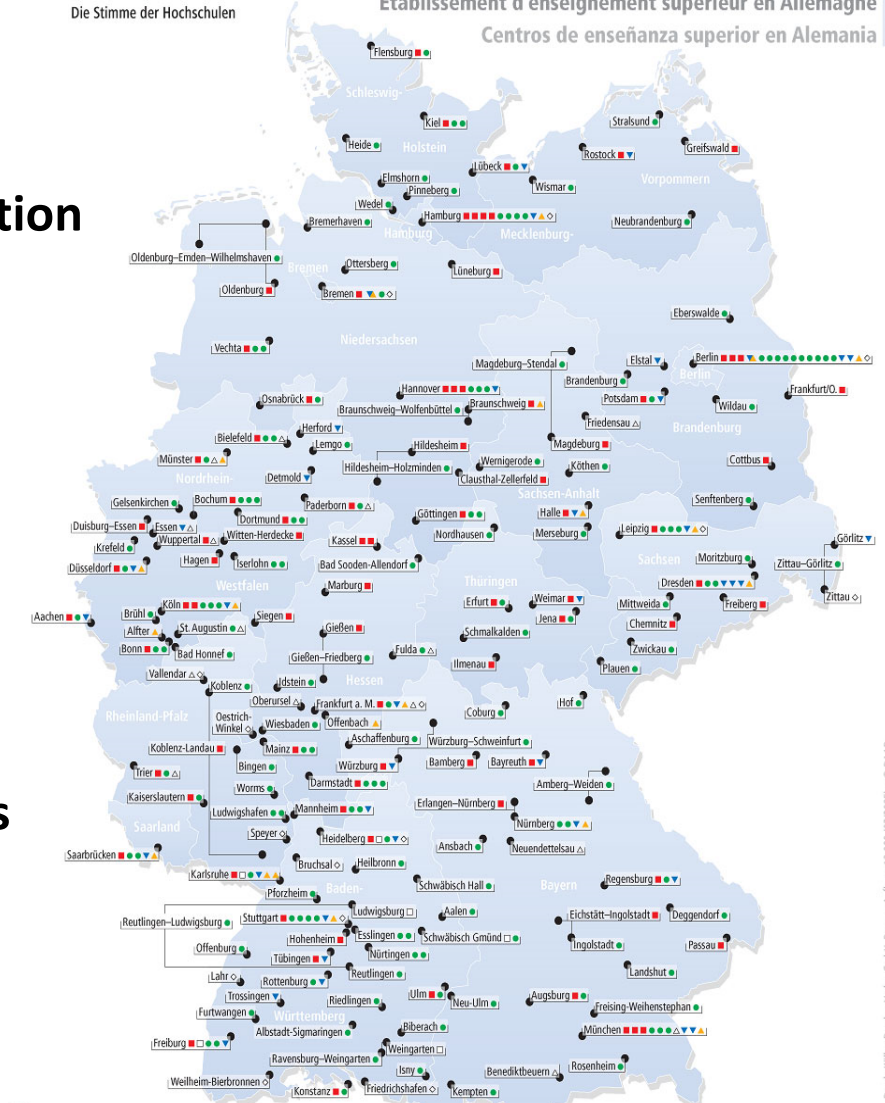 Die Stimme der Hochschulen
Etablissement d'enseignement supérieur en Allemagne
Centros de enseñanza superior en Alemania
Flensburg
Schleswig-
Kiel
Stralsund
Heide
Holstein
Greifswald
Rostock
Lübeck
Elmshorn
Vorpommern
Pinneberg
Wismar
Wedel
Hamburg
Bremerhaven
Neubrandenburg
Hamburg
Mecklenburg-
Oldenburg–Emden–Wilhelmshaven
Ottersberg
Bremen
Lüneburg
Oldenburg
Bremen
Eberswalde
Niedersachsen
Vechta
Magdeburg–Stendal
Elstal
Berlin
Berlin
Brandenburg
Hannover
Frankfurt/O.
Osnabrück
Potsdam
Braunschweig–Wolfenbüttel
Braunschweig
Wildau
Friedensau
Herford
Brandenburg
Bielefeld
Lemgo
Hildesheim
Magdeburg
Münster
Wernigerode
Cottbus
Hildesheim–Holzminden
Köthen
Nordrhein-
Detmold
Clausthal-Zellerfeld
Sachsen-Anhalt
Gelsenkirchen
Bochum
Paderborn
Senftenberg
Halle
Dortmund
Göttingen
Duisburg–Essen
Essen
Leipzig
Witten-Herdecke
Nordhausen
Merseburg
Wuppertal
Kassel
Görlitz
Krefeld
Hagen
Iserlohn
Bad Sooden-Allendorf
Sachsen
Moritzburg
Zittau–Görlitz
Düsseldorf
Thüringen
Dresden
Westfalen
Marburg
Zittau
Köln
Erfurt
Weimar
Mittweida
Freiberg
Aachen
Brühl
Siegen
Jena
Chemnitz
Alfter
St. Augustin
Gießen
Schmalkalden
Bonn
Bad Honnef
Zwickau
Fulda
Gießen–Friedberg
Ilmenau
Plauen
Vallendar
Hessen
Koblenz
Idstein
Oberursel
Frankfurt a. M.
Hof
Coburg
Rheinland-Pfalz
Oestrich-
Winkel
Wiesbaden
Offenbach
Aschaffenburg
Würzburg–Schweinfurt
Koblenz-Landau
Mainz
Bingen
Würzburg
Bamberg
Bayreuth
Trier
Darmstadt
Amberg–Weiden
Worms
Kaiserslautern
Ludwigshafen
Mannheim
Erlangen–Nürnberg
Saarland
Nürnberg
Speyer
Heidelberg
Ansbach
Neuendettelsau
Saarbrücken
Bruchsal
Heilbronn
Karlsruhe
Schwäbisch Hall
Bayern
Regensburg
Baden-
Pforzheim
Ludwigsburg
Aalen
Eichstätt–Ingolstadt
Deggendorf
Reutlingen–Ludwigsburg
Stuttgart
Hohenheim
Esslingen
Schwäbisch Gmünd
Ingolstadt
Passau
Offenburg
Tübingen
Nürtingen
Landshut
Lahr
Reutlingen
Rottenburg
Trossingen
Riedlingen
Ulm
Neu-Ulm
Augsburg
Furtwangen
Württemberg
Freising-Weihenstephan
Albstadt-Sigmaringen
Biberach
München
Freiburg
Weingarten
Ravensburg–Weingarten
Isny
Benediktbeuern
Rosenheim
Weilheim-Bierbronnen
Konstanz
Friedrichshafen
Kempten
tion
s